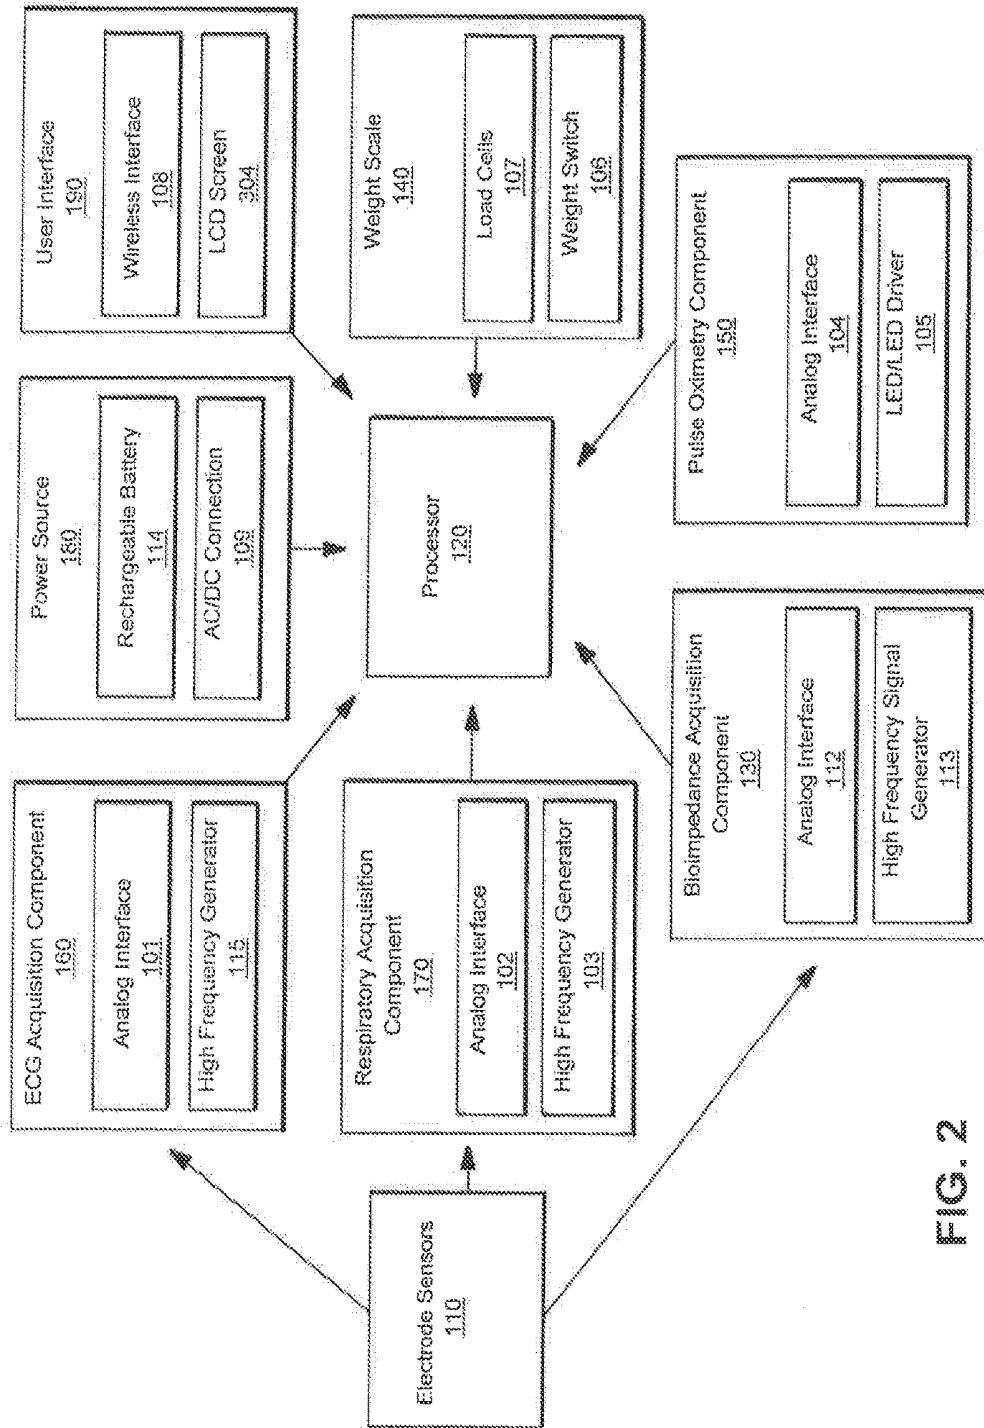 ECG Acquisition Component
160
Analog Interface
101
High Frequency Generator
115
Power Source
180
Rechargeable Battery
114
AC/DC Connection
109
User Interface
190
Wireless Interface
108
LCD Screen
304
Electrode Sensors
110
Respiratory Acquisition
Component
170
Analog Interface
102
High Frequency Generator
103
Processor
120
Weight Scale
140
Load Cells
107
Weight Switch
106
Bioimpedance Acquisition
Component
130
Analog Interface
112
High Frequency Signal
Generator
113
Pulse Oximetry Component
150
Analog Interface
104
LED/LED Driver
105
FIG. 2